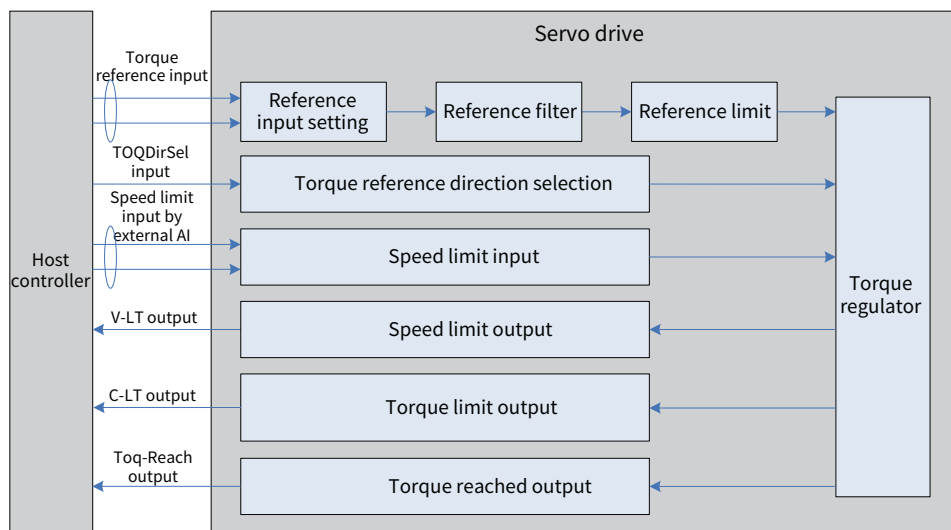 Servo drive
Torque
reference input
Reference
input setting
Reference filter
Reference limit
TOQDirSel
input
Torque reference direction selection
Speed limit
input by
external AI
Speed limit input
Host
controller
Torque
regulator
V-LT output
Speed limit output
C-LT output
Torque limit output
Toq-Reach
output
Torque reached output